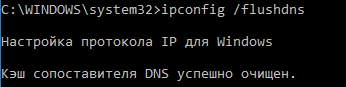 C:\WINDOWS\system32>ipconfig /flushdns
Настройка протокола IP для Windows
Кэш сопоставителя DNS успешно очищен.